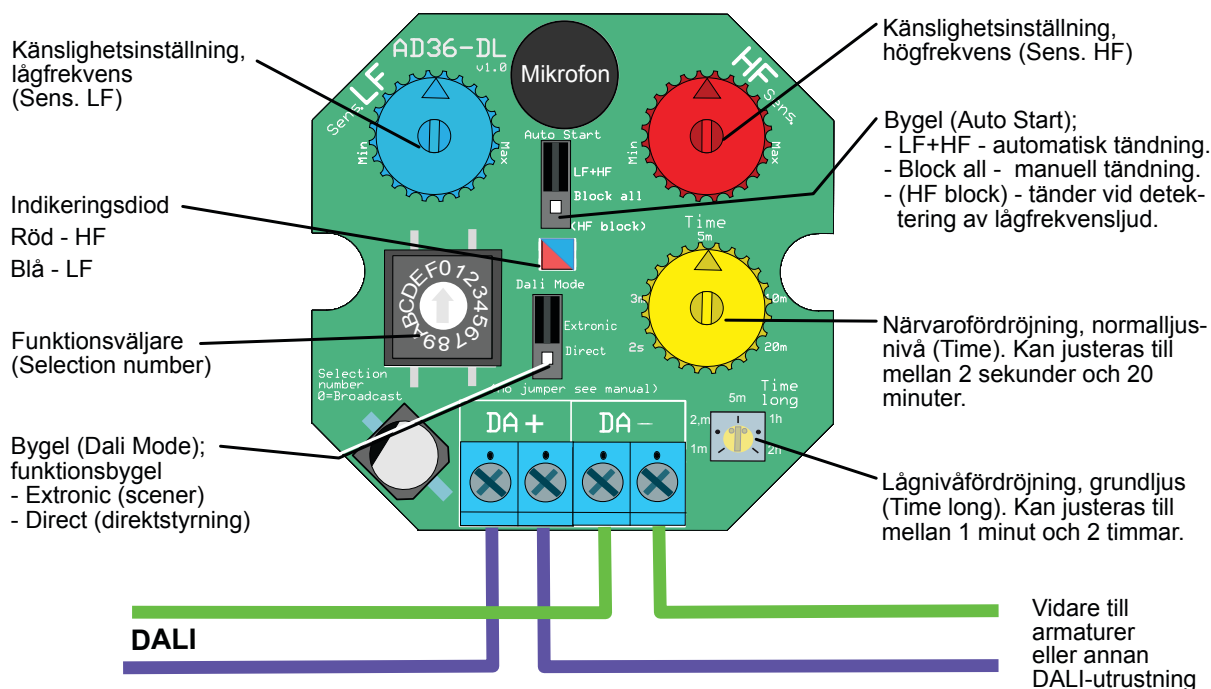 Känslighetsinställning,
lågfrekvens
(Sens. LF)
Indikeringsdiod
Röd - HF
Blå - LF
Funktionsväljare
(Selection number)
Bygel (Dali Mode);
funktionsbygel
- Extronic (scener)
- Direct (direktstyrning)
AD36-DL
v1.0
Mikrofon
Sens. LF
Min
Max
HF Sens.
Min
Max
Auto Start
LF+HF
Block all
(HF block)
Time
5m
3m
10m
2s
20m
Dali Mode
Extronic
Direct
(no jumper see manual)
0123456789ABCDEF
Selection
number
0=Broadcast
Time
long
5m
2,m
1h
1m
2h
DA +
DA -
Känslighetsinställning,
högfrekvens (Sens. HF)
Bygel (Auto Start);
- LF+HF - automatisk tändning.
- Block all - manuell tändning.
- (HF block) - tänder vid detek-
tering av lågfrekvensljud.
Närvarofördröjning, normalljus-
nivå (Time). Kan justeras till
mellan 2 sekunder och 20
minuter.
Lågnivåfördröjning, grundljus
(Time long). Kan justeras till
mellan 1 minut och 2 timmar.
DALI
Vidare till
armaturer
eller annan
DALI-utrustning